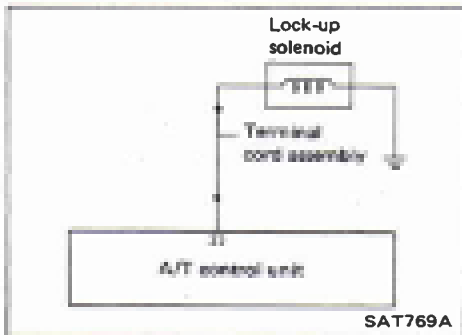 Lock-up
solenoid
Terminal
cord assembly
A/T control unit
SAT769A